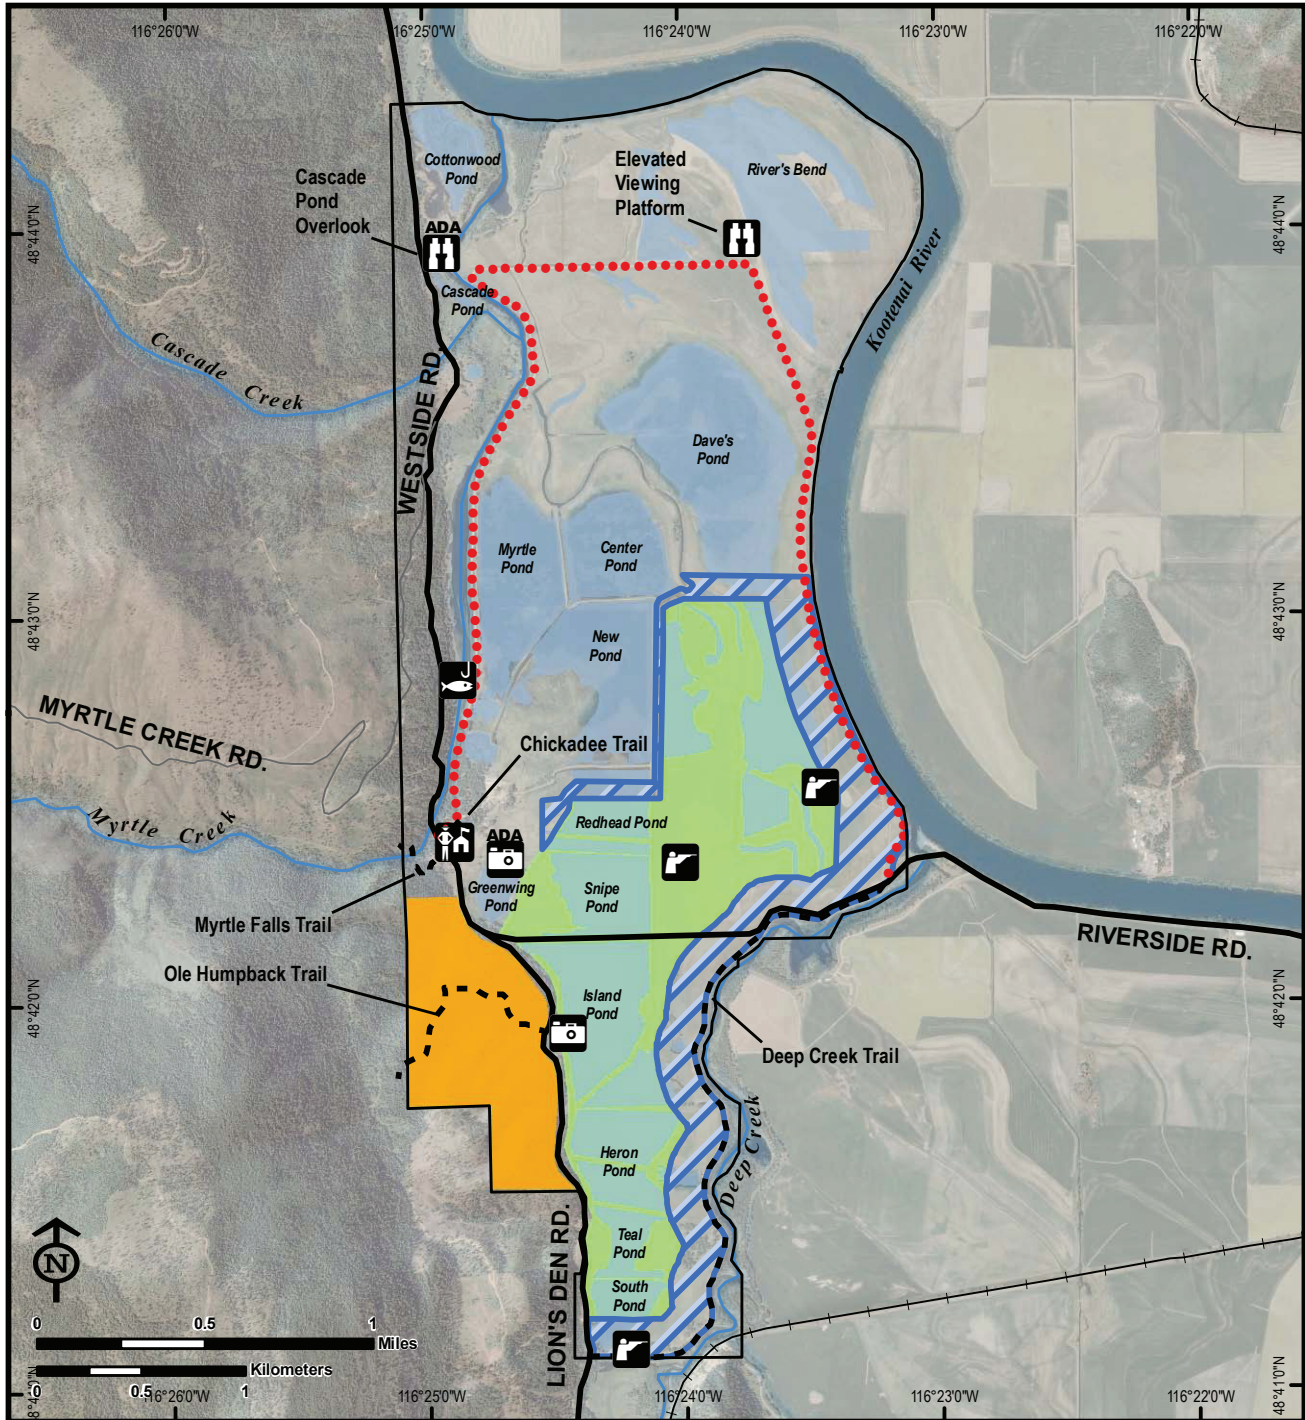 116°26'0"W
116°25'0"W
116°24'0"W
116°23'0"W
116°22'0"W
Cottonwood
Pond
Elevated
Viewing
Platform
River's Bend
Cascade
Pond
Overlook
ADA
48°44'0"N
48°44'0"N
Kootenai River
Cascade
Pond
Cascade Creek
WESTSIDE RD.
Dave's
Pond
Myrtle
Pond
Center
Pond
48°43'0"N
48°43'0"N
New
Pond
MYRTLE CREEK RD.
Chickadee Trail
Myrtle Creek
Redhead Pond
ADA
Greenwing
Pond
Snipe
Pond
Myrtle Falls Trail
RIVERSIDE RD.
Ole Humpback Trail
48°42'0"N
48°42'0"N
Island
Pond
Deep Creek Trail
Deep Creek
Heron
Pond
LION'S DEN RD.
Teal
Pond
South
Pond
N
0 0.5 1
Miles
Kilometers
0 0.5 1
48°41'0"N
116°26'0"W
116°25'0"W
116°24'0"W
116°23'0"W
116°22'0"W